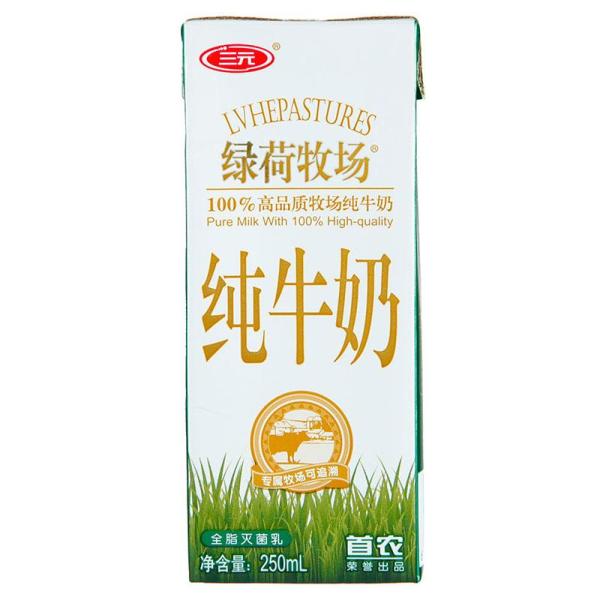 三元®
LVHEPASTURES
绿荷牧场®
100%高品质牧场纯牛奶
Pure Milk With 100% High-quality
纯牛奶
专属牧场可追溯
全脂灭菌乳
净含量: 250mL
首农
荣誉出品